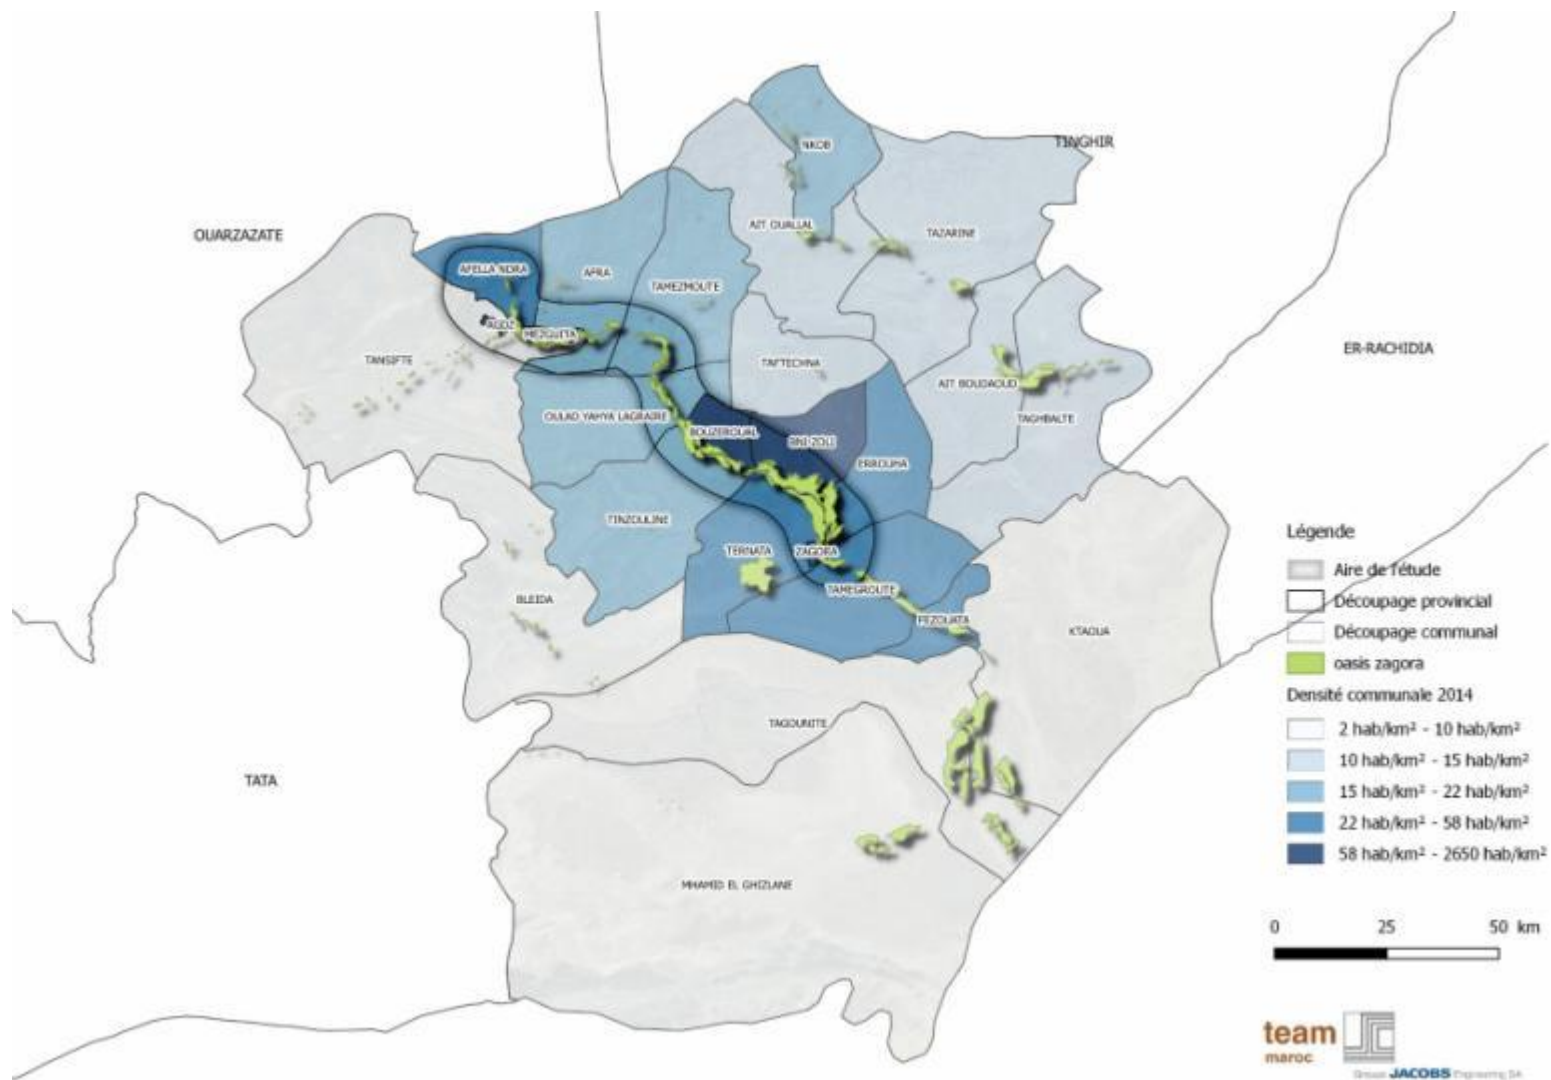 TINGHIR
NKOB
OUARZAZATE
AIT OUALLAL
TAZARINE
AFELLA NDRA
AFRA
TAMEZMOUTE
AGDZ
MEZGUITA
ER-RACHIDIA
TANSIFTE
TAFTECHNA
AIT BOUDAOUD
TAGHBALTE
OULAD YAHYA LAGRAIRE
BOUZEROUAL
BNI ZOLI
ERROUHA
TINZOULINE
TERNATA
ZAGORA
TAMEGROUTE
BLEIDA
FEZOUATA
KTAOUA
TAGOUNITE
TATA
MHAMID EL GHIZLANE
Légende
Aire de l'étude
Découpage provincial
Découpage communal
oasis zagora
Densité communale 2014
2 hab/km² - 10 hab/km²
10 hab/km² - 15 hab/km²
15 hab/km² - 22 hab/km²
22 hab/km² - 58 hab/km²
58 hab/km² - 2650 hab/km²
0 25 50 km
team
maroc
Groupe JACOBS Engineering SA